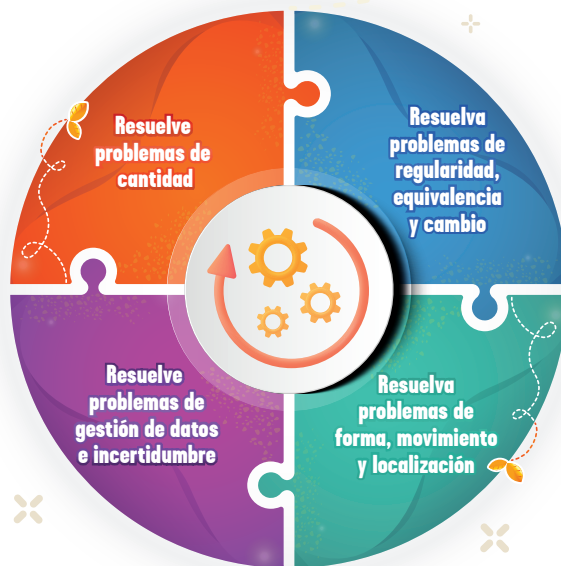 Resuelve
problemas de
cantidad
Resuelva
problemas de
regularidad,
equivalencia
y cambio
Resuelve
problemas de
gestión de datos
e incertidumbre
Resuelva
problemas de
forma, movimiento
y localización